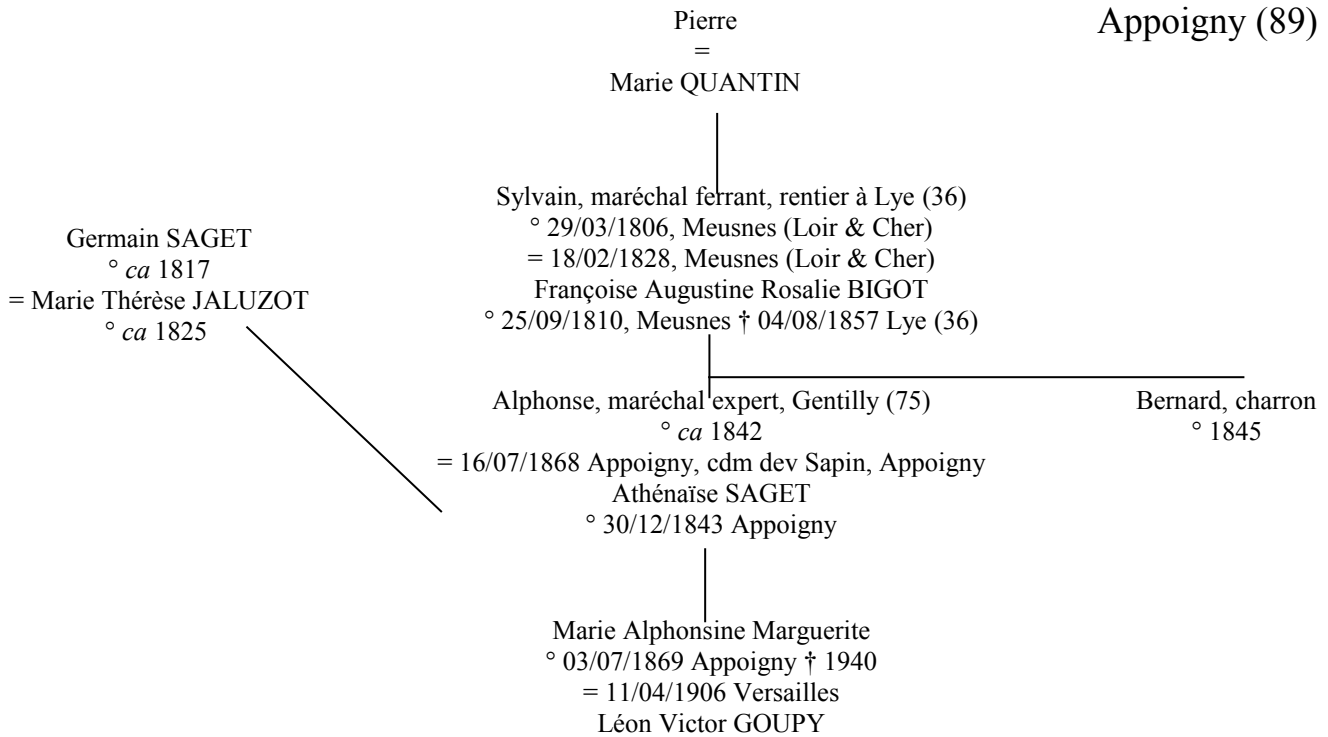 Appoigny (89)
Pierre
=
Marie QUANTIN
Sylvain, maréchal ferrant, rentier à Lye (36)
° 29/03/1806, Meusnes (Loir & Cher)
= 18/02/1828, Meusnes (Loir & Cher)
Françoise Augustine Rosalie BIGOT
° 25/09/1810, Meusnes † 04/08/1857 Lye (36)
Germain SAGET
° ca 1817
= Marie Thérèse JALUZOT
° ca 1825
Alphonse, maréchal expert, Gentilly (75)
° ca 1842
= 16/07/1868 Appoigny, cdm dev Sapin, Appoigny
Athénaïse SAGET
° 30/12/1843 Appoigny
Bernard, charron
° 1845
Marie Alphonsine Marguerite
° 03/07/1869 Appoigny † 1940
= 11/04/1906 Versailles
Léon Victor GOUPY